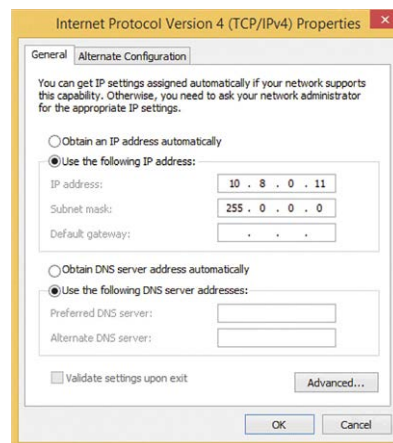 Internet Protocol Version 4 (TCP/IPv4) Properties
General
Alternate Configuration
You can get IP settings assigned automatically if your network supports
this capability. Otherwise, you need to ask your network administrator
for the appropriate IP settings.
Obtain an IP address automatically
Use the following IP address:
IP address:
10 . 8 . 0 . 11
Subnet mask:
255 . 0 . 0 . 0
Default gateway:
. . .
Obtain DNS server address automatically
Use the following DNS server addresses:
Preferred DNS server:
Alternate DNS server:
Validate settings upon exit
Advanced...
OK
Cancel